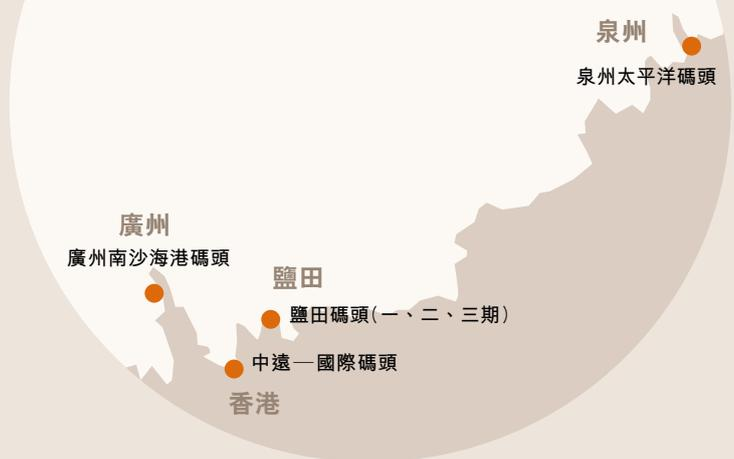 泉州
泉州太平洋碼頭
廣州
廣州南沙海港碼頭
鹽田
鹽田碼頭(一、二、三期)
中遠—國際碼頭
香港